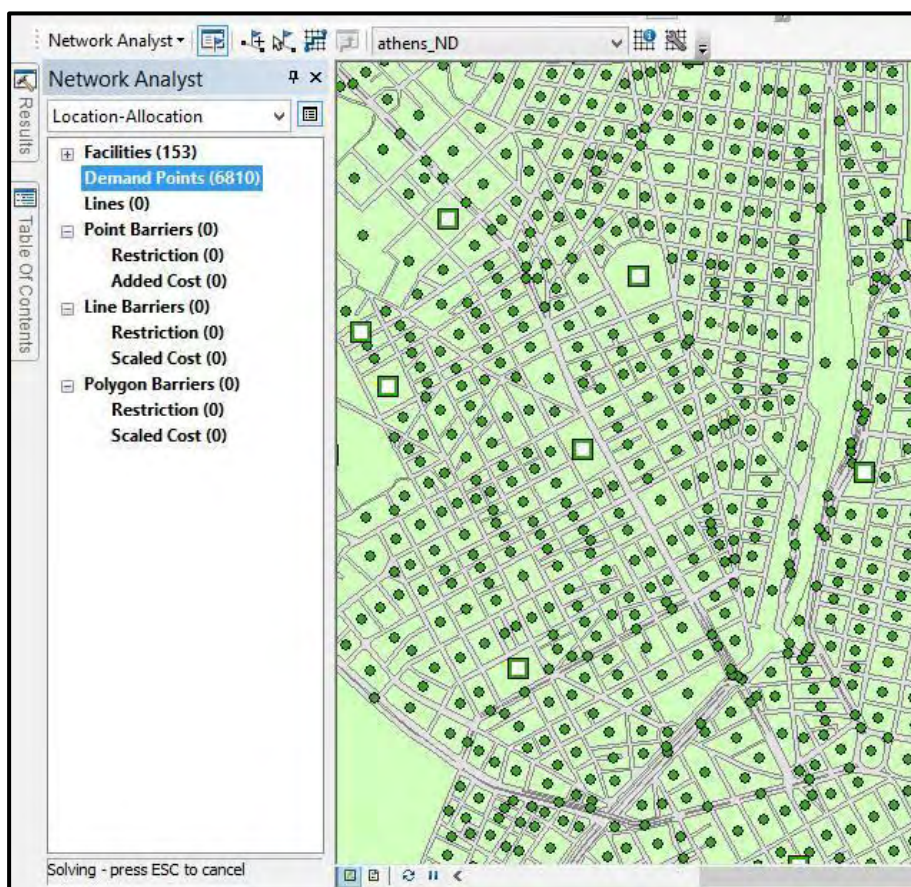 Network Analyst
athens_ND
Results
Table Of Contents
Network Analyst
Location-Allocation
Facilities (153)
Demand Points (6810)
Lines (0)
Point Barriers (0)
Restriction (0)
Added Cost (0)
Line Barriers (0)
Restriction (0)
Scaled Cost (0)
Polygon Barriers (0)
Restriction (0)
Scaled Cost (0)
Solving - press ESC to cancel